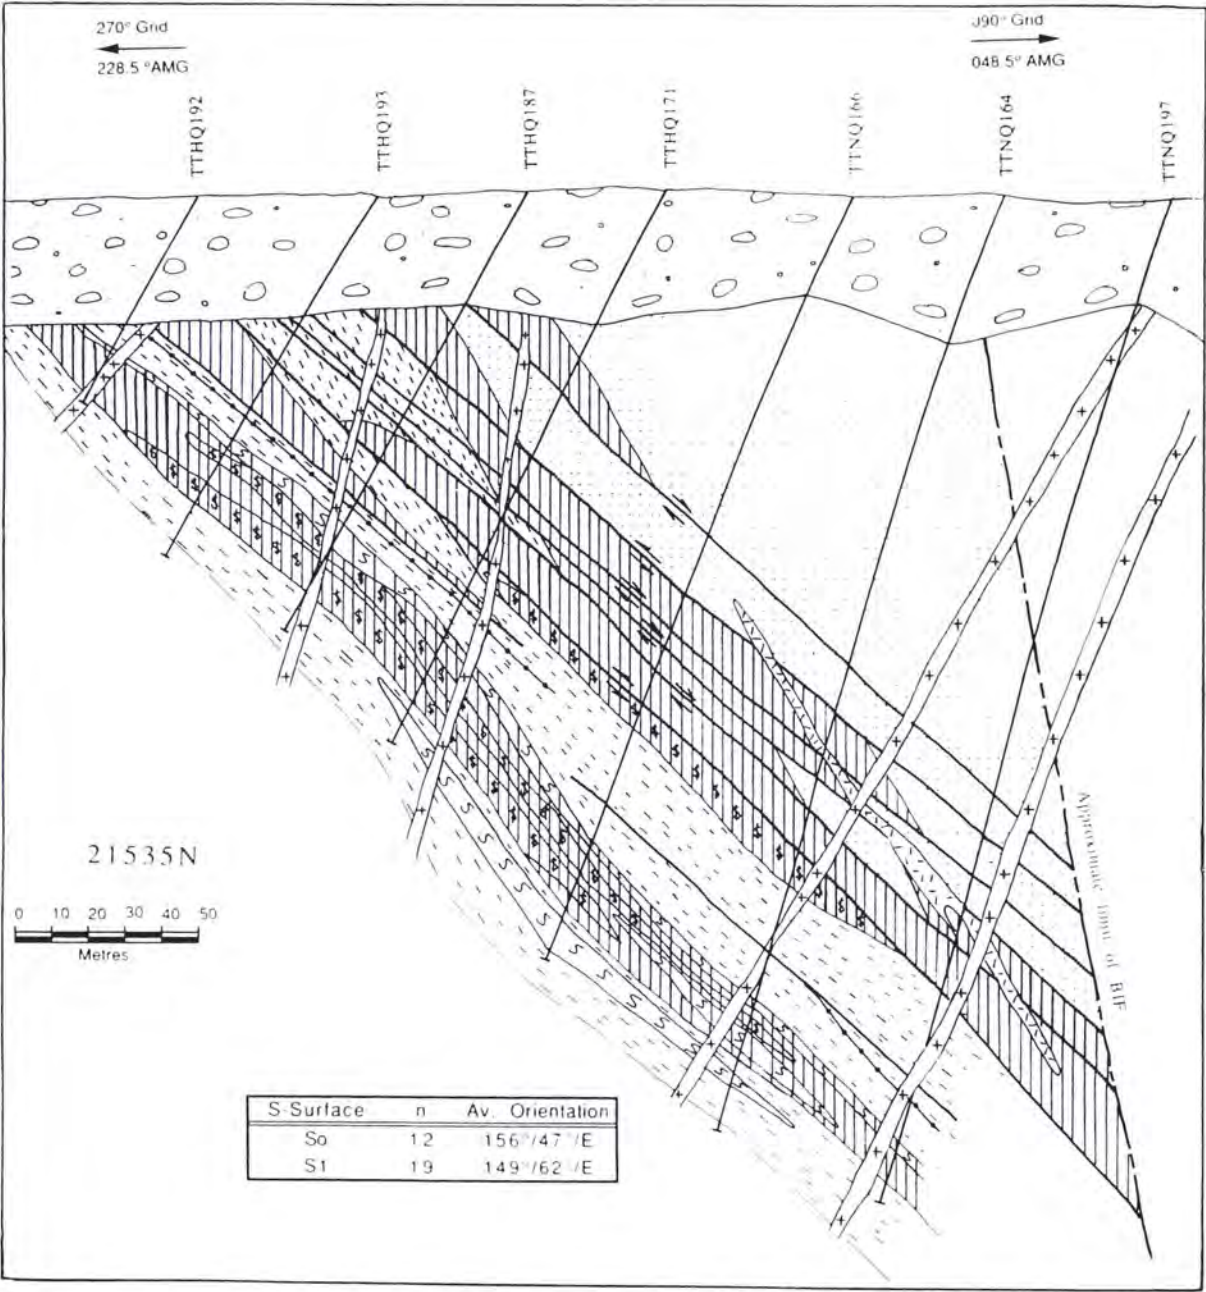 270° Grid
228.5 °AMG
090° Grid
048.5° AMG
TTHQ192
TTHQ193
TTHQ187
TTHQ171
TTNQ166
TTNQ164
TTNQ197
Approximate limit of BIF
21535N
0 10 20 30 40 50
Metres
S-Surface n Av. Orientation
So 12 156°/47°/E
S1 19 149°/62°/E